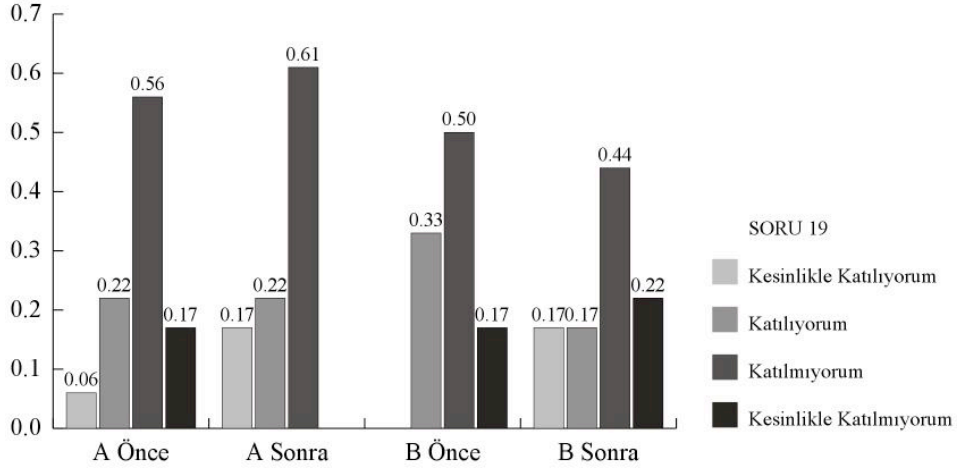 0.7
0.6
0.5
0.4
0.3
0.2
0.1
0.0
0.06
0.22
0.56
0.17
0.17
0.22
0.61
0.33
0.50
0.17
0.17
0.17
0.44
0.22
A Önce
A Sonra
B Önce
B Sonra
SORU 19
Kesinlikle Katılıyorum
Katılıyorum
Katılmıyorum
Kesinlikle Katılmıyorum